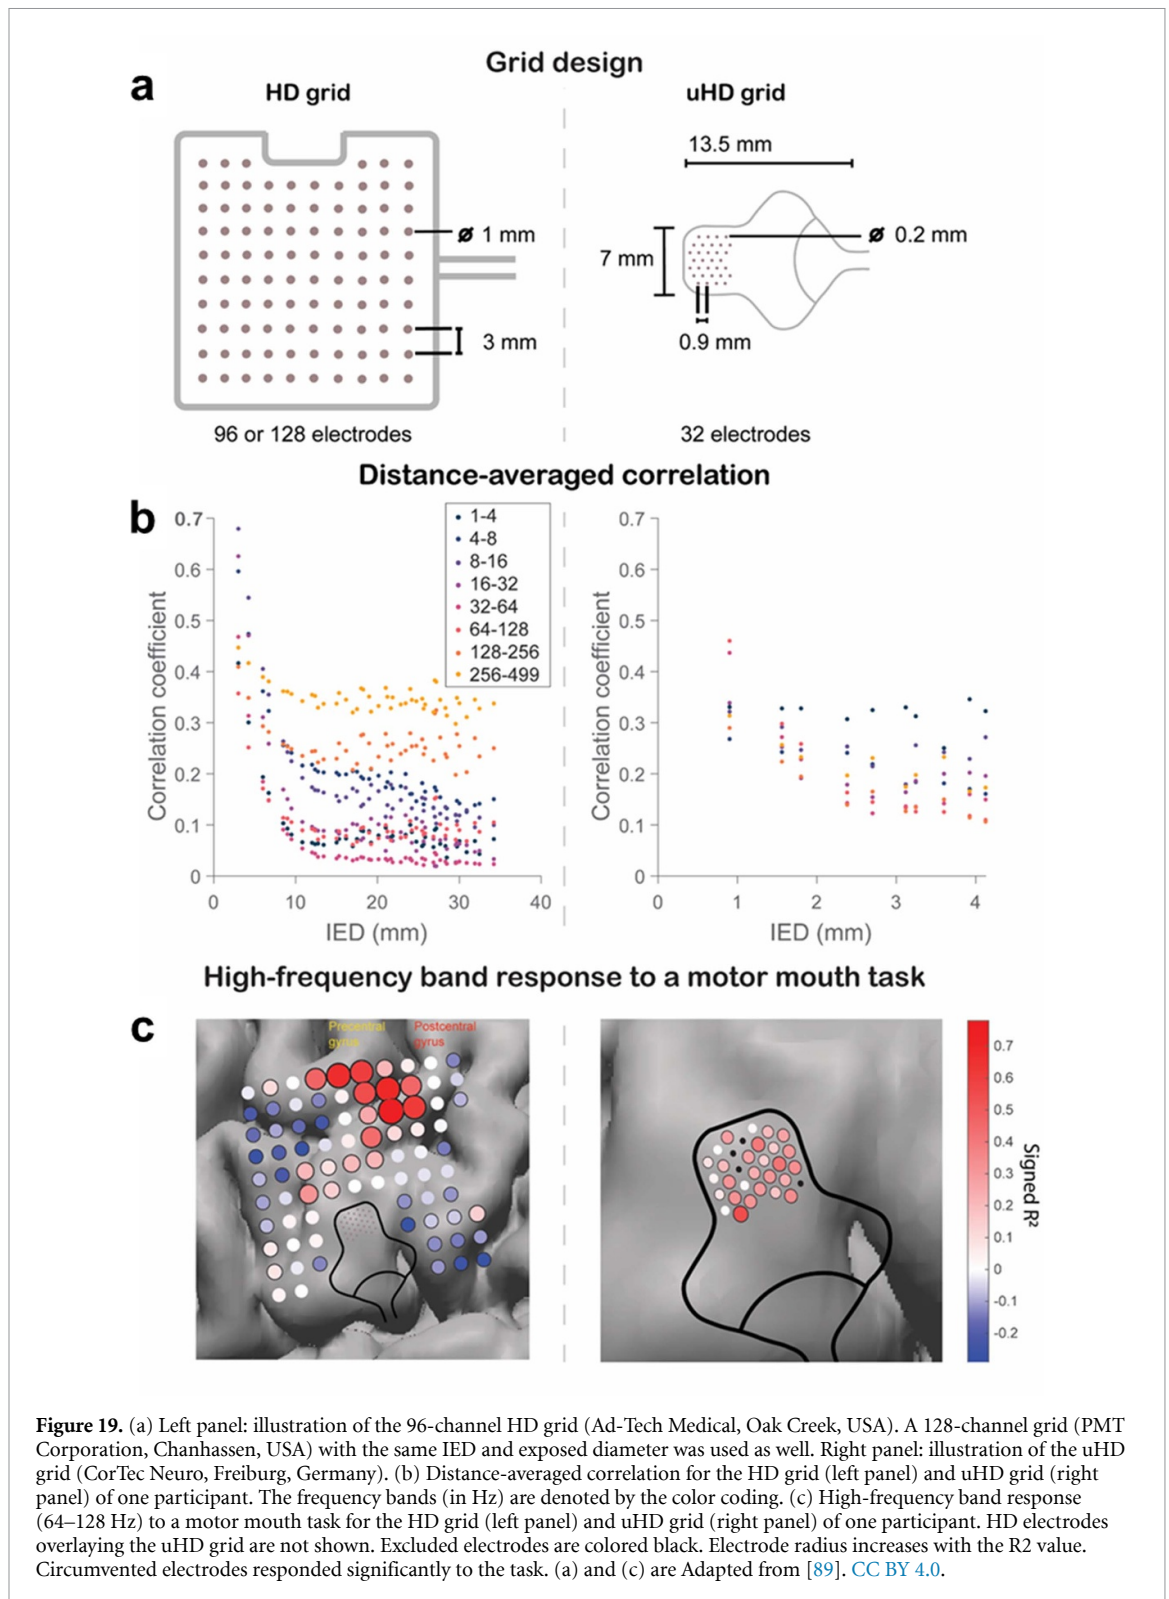 Grid design
a
HD grid
uHD grid
13.5 mm
ø 1 mm
ø 0.2 mm
7 mm
3 mm
0.9 mm
96 or 128 electrodes
32 electrodes
Distance-averaged correlation
b
0.7
0.6
0.5
0.4
0.3
0.2
0.1
0
Correlation coefficient
0 10 20 30 40
IED (mm)
1-4
4-8
8-16
16-32
32-64
64-128
128-256
256-499
0.7
0.6
0.5
0.4
0.3
0.2
0.1
0
Correlation coefficient
0 1 2 3 4
IED (mm)
High-frequency band response to a motor mouth task
c
Precentral
gyrus
Postcentral
gyrus
0.7
0.6
0.5
0.4
0.3
0.2
0.1
0
-0.1
-0.2
Signed R²
Figure 19. (a) Left panel: illustration of the 96-channel HD grid (Ad-Tech Medical, Oak Creek, USA). A 128-channel grid (PMT
Corporation, Chanhassen, USA) with the same IED and exposed diameter was used as well. Right panel: illustration of the uHD
grid (CorTec Neuro, Freiburg, Germany). (b) Distance-averaged correlation for the HD grid (left panel) and uHD grid (right
panel) of one participant. The frequency bands (in Hz) are denoted by the color coding. (c) High-frequency band response
(64–128 Hz) to a motor mouth task for the HD grid (left panel) and uHD grid (right panel) of one participant. HD electrodes
overlaying the uHD grid are not shown. Excluded electrodes are colored black. Electrode radius increases with the R2 value.
Circumvented electrodes responded significantly to the task. (a) and (c) are Adapted from [89]. CC BY 4.0.